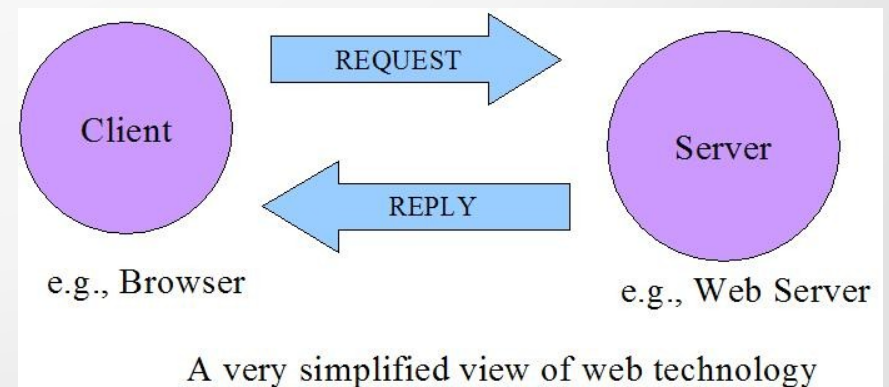 REQUEST
Client
Server
REPLY
e.g., Browser
e.g., Web Server
A very simplified view of web technology